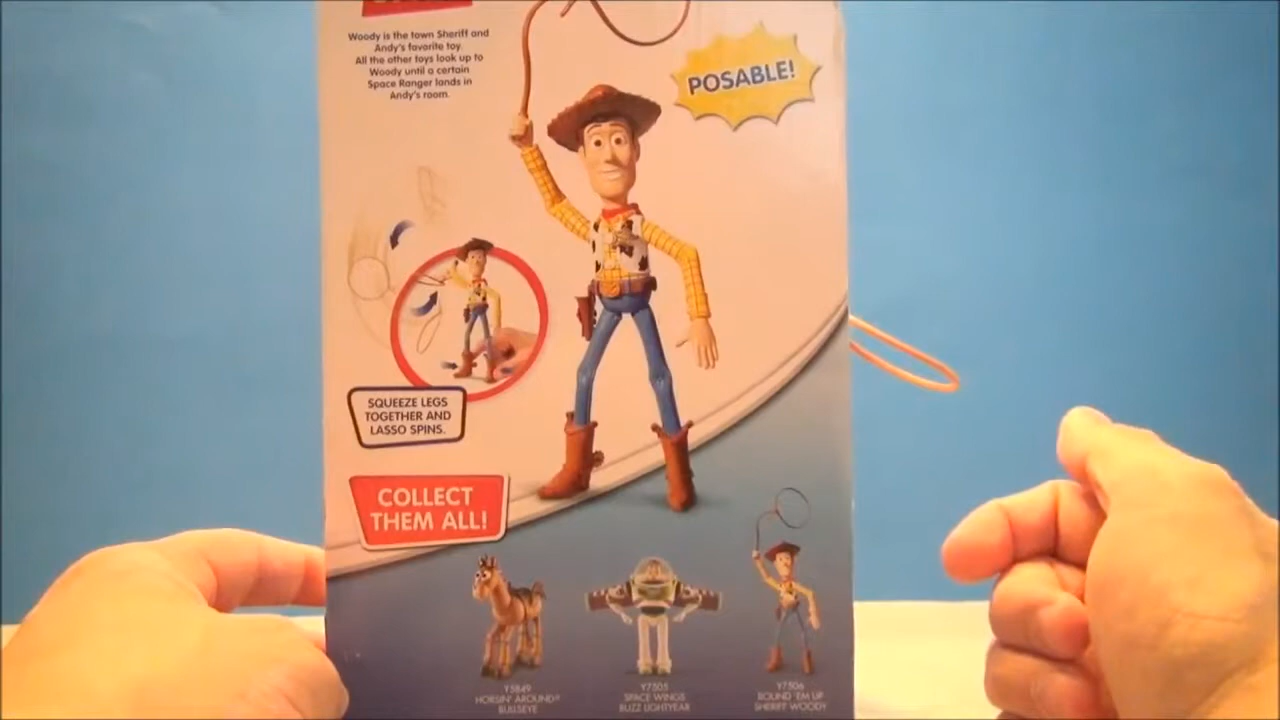 Woody is the town Sheriff and
Andy's favorite toy.
All the other toys look up to
Woody until a certain
Space Ranger lands in
Andy's room.
POSABLE!
SQUEEZE LEGS
TOGETHER AND
LASSO SPINS.
COLLECT
THEM ALL!
Y5849
HORSIN' AROUND
BULLSEYE
Y7505
SPACE WINGS
BUZZ LIGHTYEAR
Y7506
ROUND 'EM UP
SHERIFF WOODY